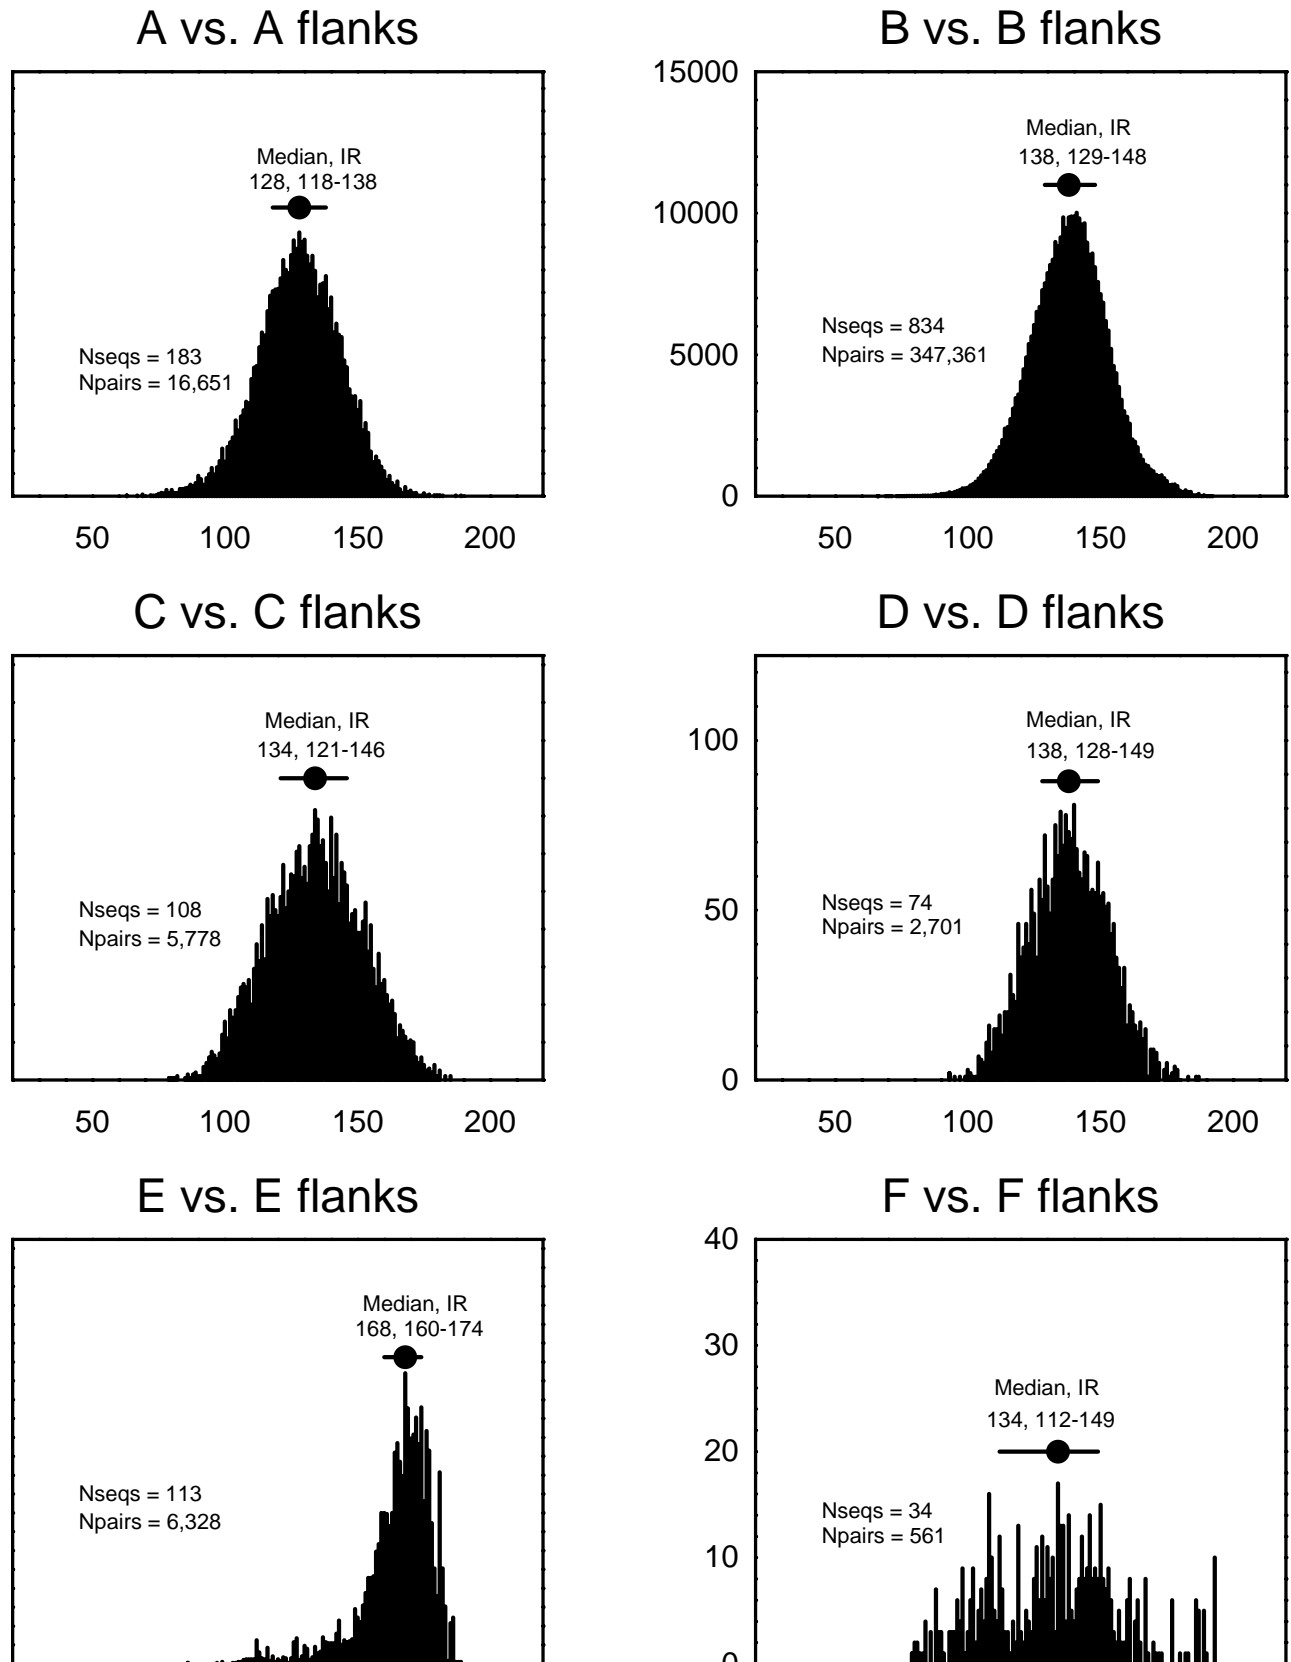 A vs. A flanks
Median, IR
128, 118-138
Nseqs = 183
Npairs = 16,651
50 100 150 200
B vs. B flanks
15000
Median, IR
138, 129-148
10000
Nseqs = 834
Npairs = 347,361
5000
0
50 100 150 200
C vs. C flanks
Median, IR
134, 121-146
Nseqs = 108
Npairs = 5,778
50 100 150 200
D vs. D flanks
100
Median, IR
138, 128-149
50
Nseqs = 74
Npairs = 2,701
0
50 100 150 200
E vs. E flanks
Median, IR
168, 160-174
Nseqs = 113
Npairs = 6,328
F vs. F flanks
40
30
Median, IR
134, 112-149
20
Nseqs = 34
Npairs = 561
10
0